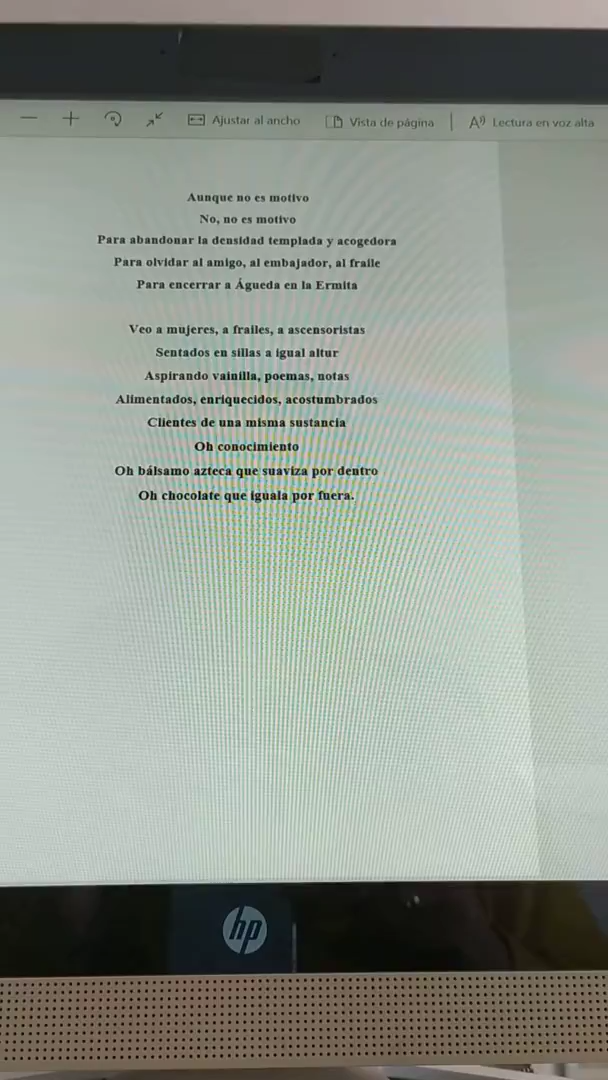 Ajustar al ancho Vista de página Lectura en voz alta
Aunque no es motivo
No, no es motivo
Para abandonar la densidad templada y acogedora
Para olvidar al amigo, al embajador, al fraile
Para encerrar a Águeda en la Ermita
Veo a mujeres, a frailes, a ascensoristas
Sentados en sillas a igual altur
Aspirando vainilla, poemas, notas
Alimentados, enriquecidos, acostumbrados
Clientes de una misma sustancia
Oh conocimiento
Oh bálsamo azteca que suaviza por dentro
Oh chocolate que iguala por fuera.
hp